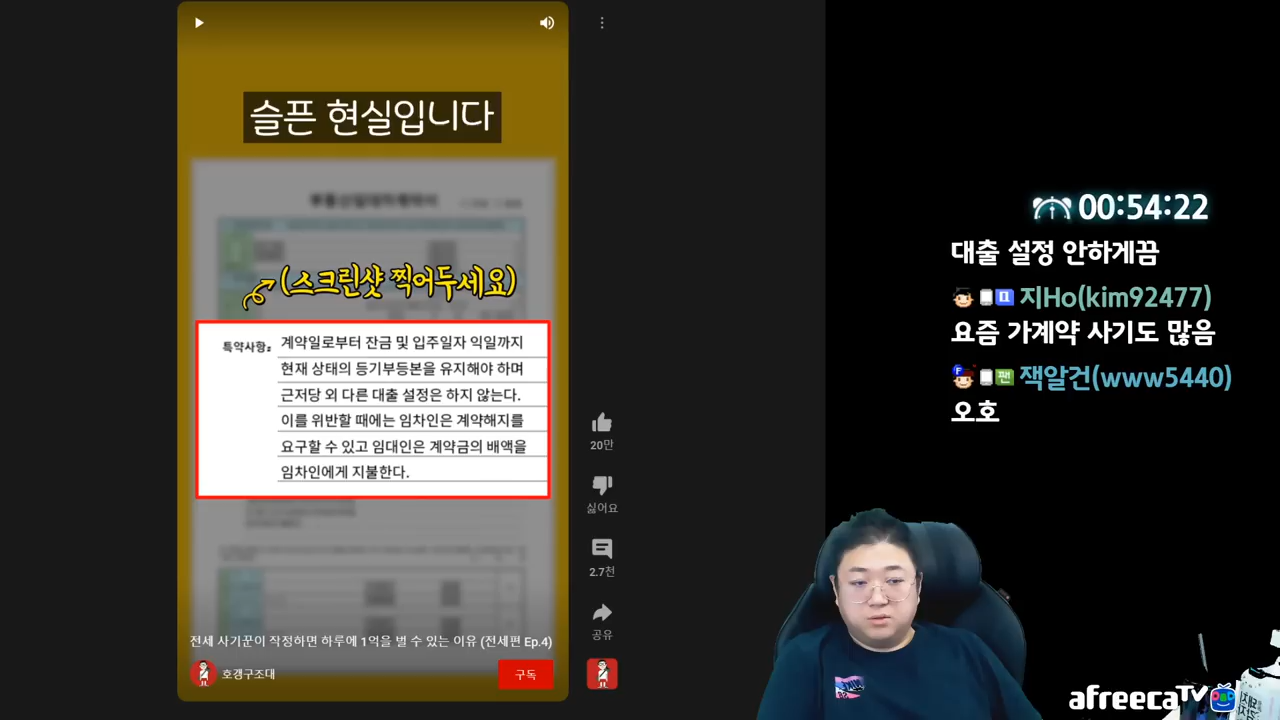 슬픈 현실입니다
(스크린샷 찍어두세요)
특약사항:
계약일로부터 잔금 및 입주일자 익일까지
현재 상태의 등기부등본을 유지해야 하며
근저당 외 다른 대출 설정은 하지 않는다.
이를 위반할 때에는 임차인은 계약해지를
요구할 수 있고 임대인은 계약금의 배액을
임차인에게 지불한다.
전세 사기꾼이 작정하면 하루에 1억을 벌 수 있는 이유 (전세편 Ep.4)
호갱구조대
구독
20만
싫어요
2.7천
공유
00:54:22
대출 설정 안하게끔
지Ho(kim92477)
요즘 가계약 사기도 많음
잭알건(www5440)
오호
afreecaTV